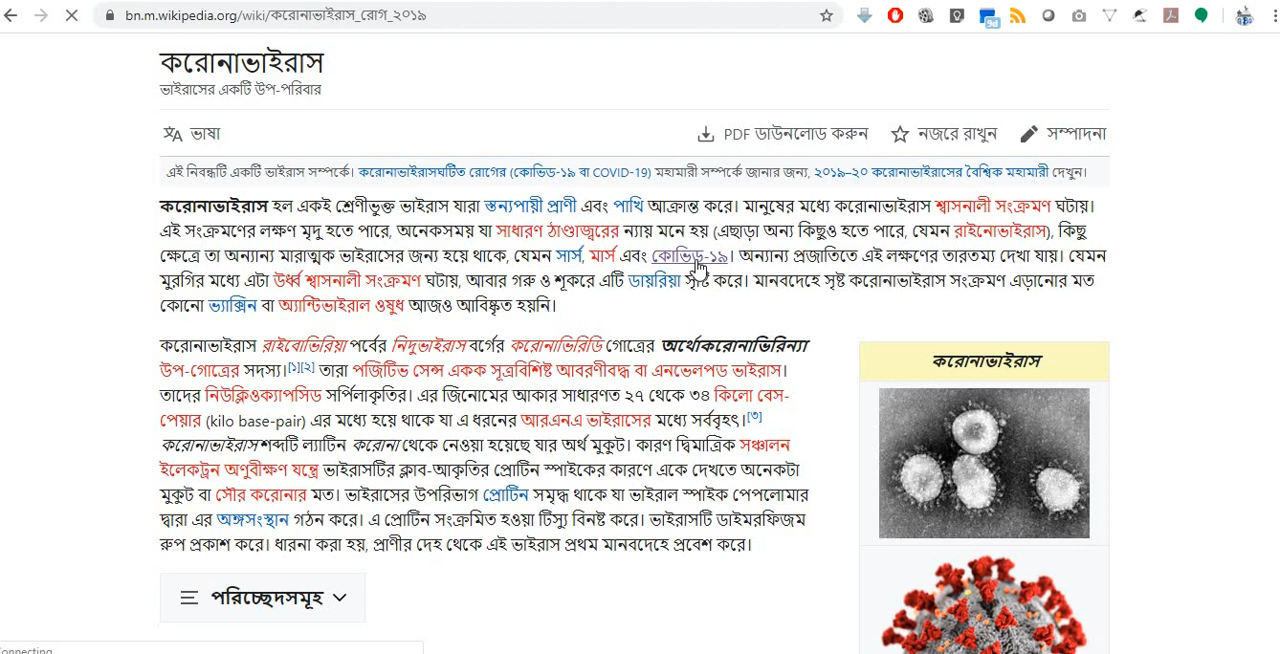 bn.m.wikipedia.org/wiki/করোনাভাইরাস_রোগ_২০১৯
9d
করোনাভাইরাস
ভাইরাসের একটি উপ-পরিবার
ভাষা
PDF ডাউনলোড করুন
নজরে রাখুন
সম্পাদনা
এই নিবন্ধটি একটি ভাইরাস সম্পর্কে। করোনাভাইরাসঘটিত রোগের (কোভিড-১৯ বা COVID-19) মহামারী সম্পর্কে জানার জন্য, ২০১৯–২০ করোনাভাইরাসের বৈশ্বিক মহামারী দেখুন।
করোনাভাইরাস হল একই শ্রেণীভুক্ত ভাইরাস যারা স্তন্যপায়ী প্রাণী এবং পাখি আক্রান্ত করে। মানুষের মধ্যে করোনাভাইরাস শ্বাসনালী সংক্রমণ ঘটায়।
এই সংক্রমণের লক্ষণ মৃদু হতে পারে, অনেকসময় যা সাধারণ ঠাণ্ডাজ্বরের ন্যায় মনে হয় (এছাড়া অন্য কিছুও হতে পারে, যেমন রাইনোভাইরাস), কিছু
ক্ষেত্রে তা অন্যান্য মারাত্মক ভাইরাসের জন্য হয়ে থাকে, যেমন সার্স, মার্স এবং কোভিড-১৯। অন্যান্য প্রজাতিতে এই লক্ষণের তারতম্য দেখা যায়। যেমন
মুরগির মধ্যে এটা উর্ধ্ব শ্বাসনালী সংক্রমণ ঘটায়, আবার গরু ও শূকরে এটি ডায়রিয়া সৃষ্টি করে। মানবদেহে সৃষ্ট করোনাভাইরাস সংক্রমণ এড়ানোর মত
কোনো ভ্যাক্সিন বা অ্যান্টিভাইরাল ওষুধ আজও আবিষ্কৃত হয়নি।
করোনাভাইরাস রাইবোভিরিয়া পর্বের নিদুভাইরাস বর্গের করোনাভিরিডি গোত্রের অর্থোকরোনাভিরিন্যা
উপ-গোত্রের সদস্য।[১][২] তারা পজিটিভ সেন্স একক সূত্রবিশিষ্ট আবরণীবদ্ধ বা এনভেলপড ভাইরাস।
তাদের নিউক্লিওক্যাপসিড সর্পিলাকৃতির। এর জিনোমের আকার সাধারণত ২৭ থেকে ৩৪ কিলো বেস-
পেয়ার (kilo base-pair) এর মধ্যে হয়ে থাকে যা এ ধরনের আরএনএ ভাইরাসের মধ্যে সর্ববৃহৎ।[৩]
করোনাভাইরাস শব্দটি ল্যাটিন করোনা থেকে নেওয়া হয়েছে যার অর্থ মুকুট। কারণ দ্বিমাত্রিক সঞ্চালন
ইলেকট্রন অণুবীক্ষণ যন্ত্রে ভাইরাসটির ক্লাব-আকৃতির প্রোটিন স্পাইকের কারণে একে দেখতে অনেকটা
মুকুট বা সৌর করোনার মত। ভাইরাসের উপরিভাগ প্রোটিন সমৃদ্ধ থাকে যা ভাইরাল স্পাইক পেপলোমার
দ্বারা এর অঙ্গসংস্থান গঠন করে। এ প্রোটিন সংক্রমিত হওয়া টিস্যু বিনষ্ট করে। ভাইরাসটি ডাইমরফিজম
রুপ প্রকাশ করে। ধারনা করা হয়, প্রাণীর দেহ থেকে এই ভাইরাস প্রথম মানবদেহে প্রবেশ করে।
করোনাভাইরাস
পরিচ্ছেদসমূহ